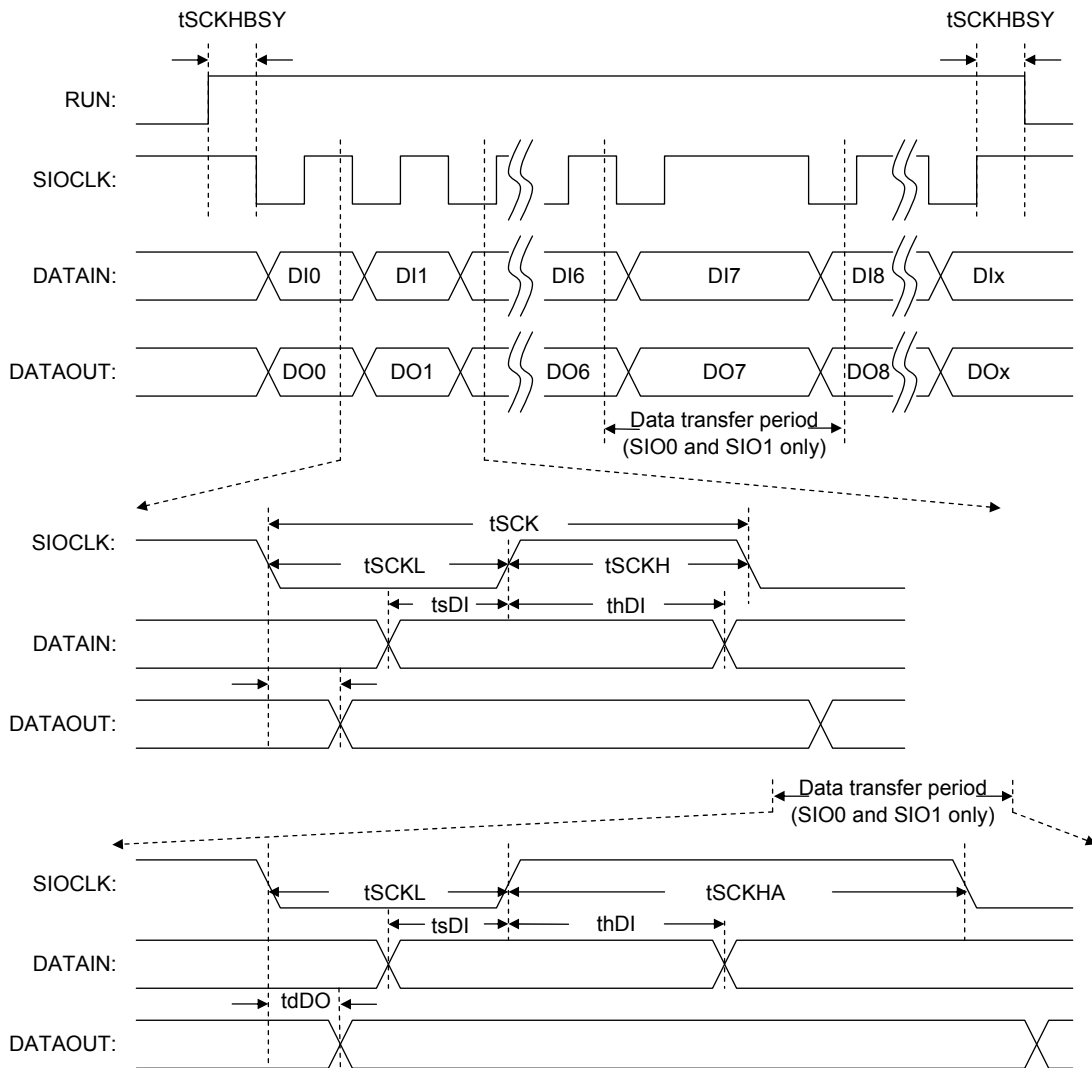 tSCKHBSY tSCKHBSY
RUN:
SIOCLK:
DATAIN: DI0 DI1 DI6 DI7 DI8 DIx
DATAOUT: DO0 DO1 DO6 DO7 DO8 DOx
Data transfer period
(SIO0 and SIO1 only)
tSCK
SIOCLK:
tSCKL tSCKH
tsDI thDI
DATAIN:
DATAOUT:
Data transfer period
(SIO0 and SIO1 only)
SIOCLK:
tSCKL tSCKHA
tsDI thDI
DATAIN:
tdDO
DATAOUT: